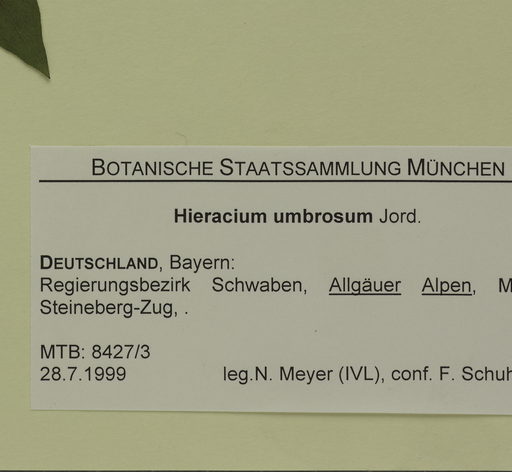 BOTANISCHE STAATSSAMMLUNG MÜNCHEN
Hieracium umbrosum Jord.
DEUTSCHLAND, Bayern:
Regierungsbezirk Schwaben, Allgäuer Alpen, M
Steineberg-Zug, .
MTB: 8427/3
28.7.1999 leg.N. Meyer (IVL), conf. F. Schuh